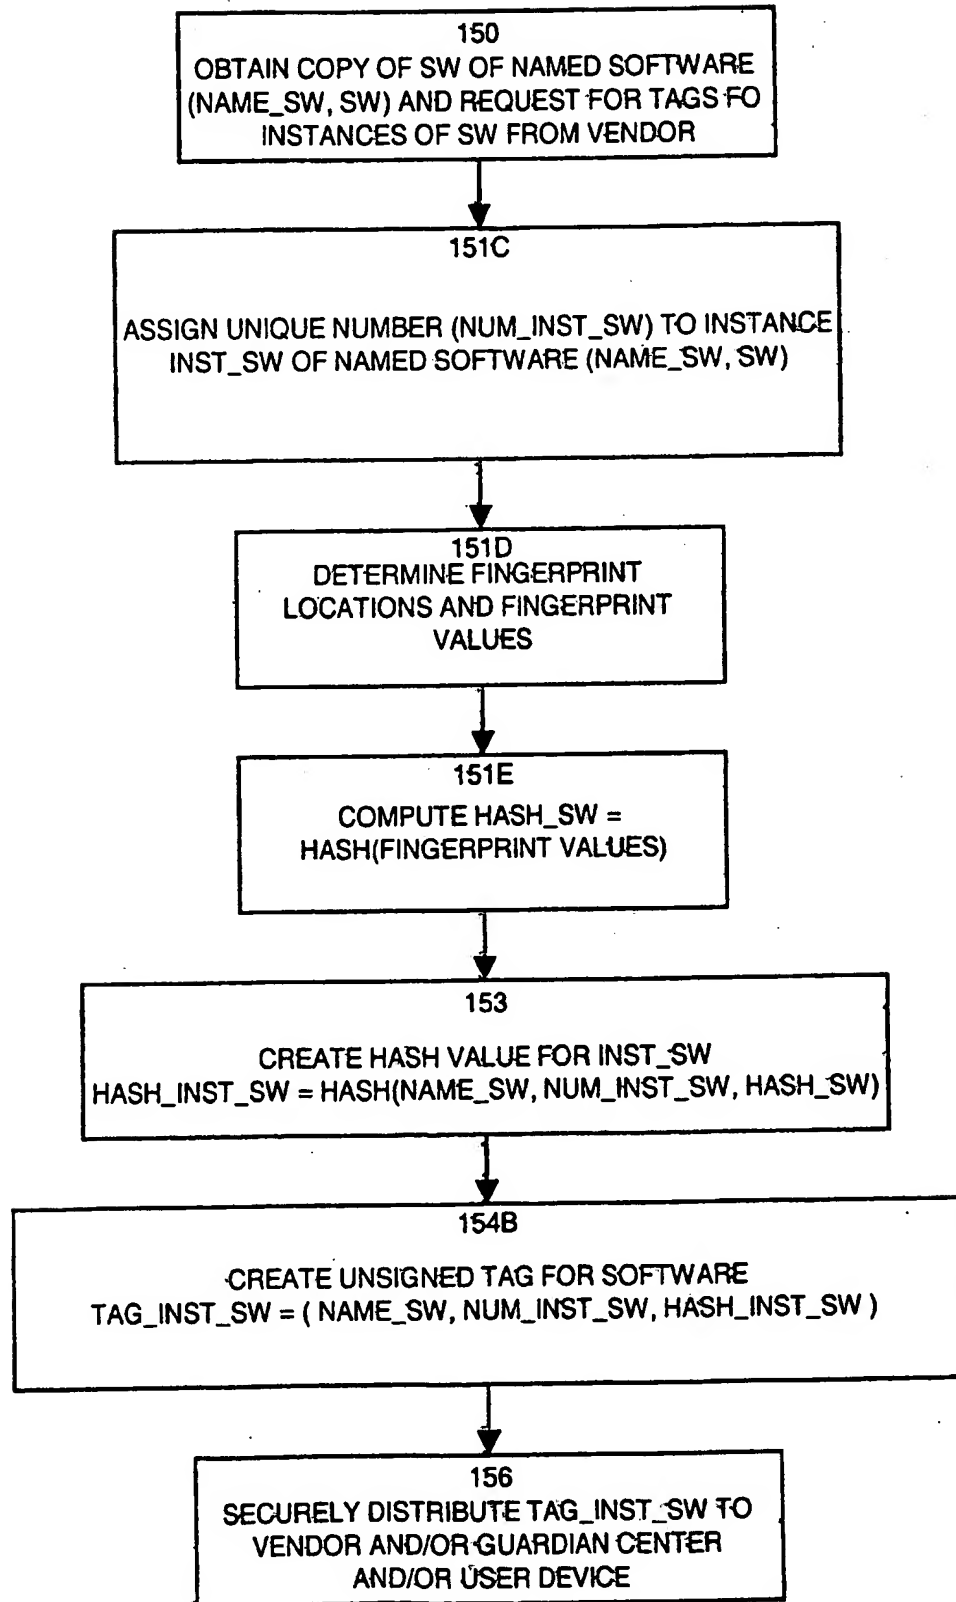 150
OBTAIN COPY OF SW OF NAMED SOFTWARE
(NAME_SW, SW) AND REQUEST FOR TAGS FO
INSTANCES OF SW FROM VENDOR
151C
ASSIGN UNIQUE NUMBER (NUM_INST_SW) TO INSTANCE
INST_SW OF NAMED SOFTWARE (NAME_SW, SW)
151D
DETERMINE FINGERPRINT
LOCATIONS AND FINGERPRINT
VALUES
151E
COMPUTE HASH_SW =
HASH(FINGERPRINT VALUES)
153
CREATE HASH VALUE FOR INST_SW
HASH_INST_SW = HASH(NAME_SW, NUM_INST_SW, HASH_SW)
154B
CREATE UNSIGNED TAG FOR SOFTWARE
TAG_INST_SW = ( NAME_SW, NUM_INST_SW, HASH_INST_SW )
156
SECURELY DISTRIBUTE TAG_INST_SW TO
VENDOR AND/OR GUARDIAN CENTER
AND/OR USER DEVICE